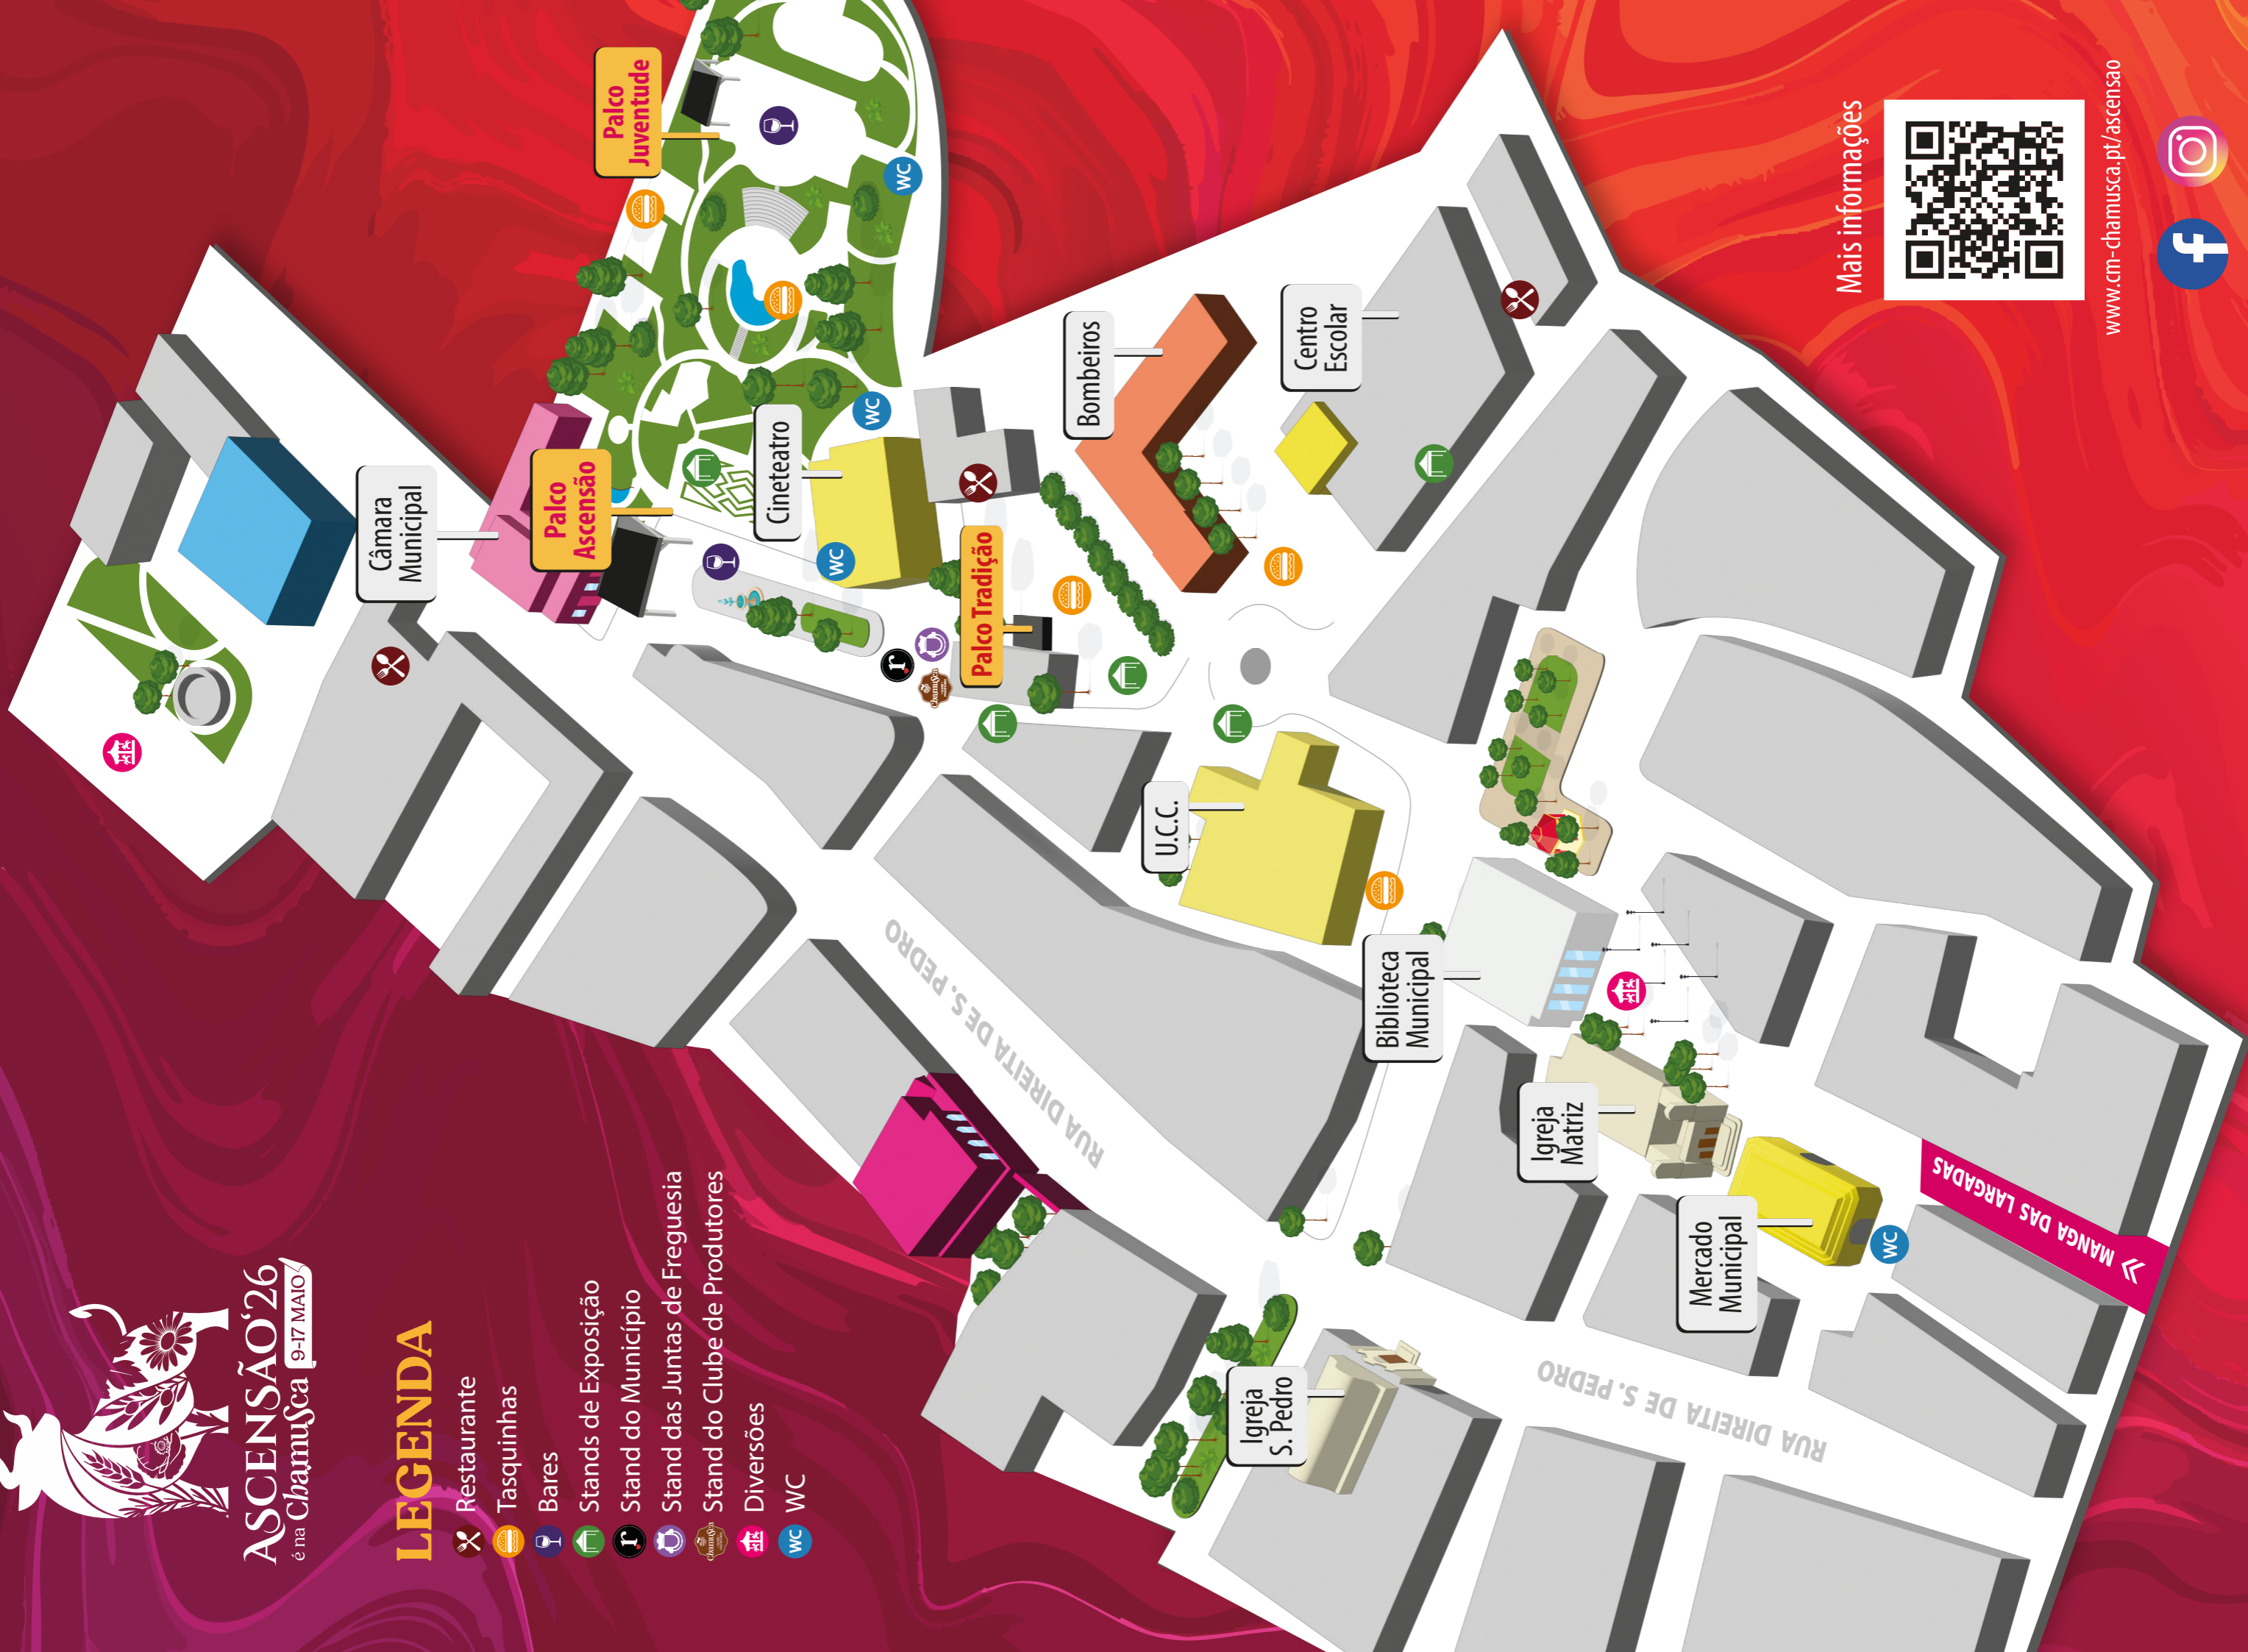 ASCENSÃO'26
é na Chamusca 9-17 MAIO
LEGENDA
Restaurante
Tasquinhas
Bares
Stands de Exposição
r Stand do Município
Stand das Juntas de Freguesia
Chamusca Stand do Clube de Produtores
Diversões
WC WC
Câmara
Municipal
Palco
Ascensão
Palco
Juventude
WC
WC
Cineteatro
WC
r
Chamusca
Palco Tradição
Bombeiros
Centro
Escolar
U.C.C.
RUA DIREITA DE S. PEDRO
Biblioteca
Municipal
Igreja
Matriz
Mercado
Municipal
WC
MANGA DAS LARGADAS
Igreja
S. Pedro
RUA DIREITA DE S. PEDRO
Mais informações
www.cm-chamusca.pt/ascensao
f